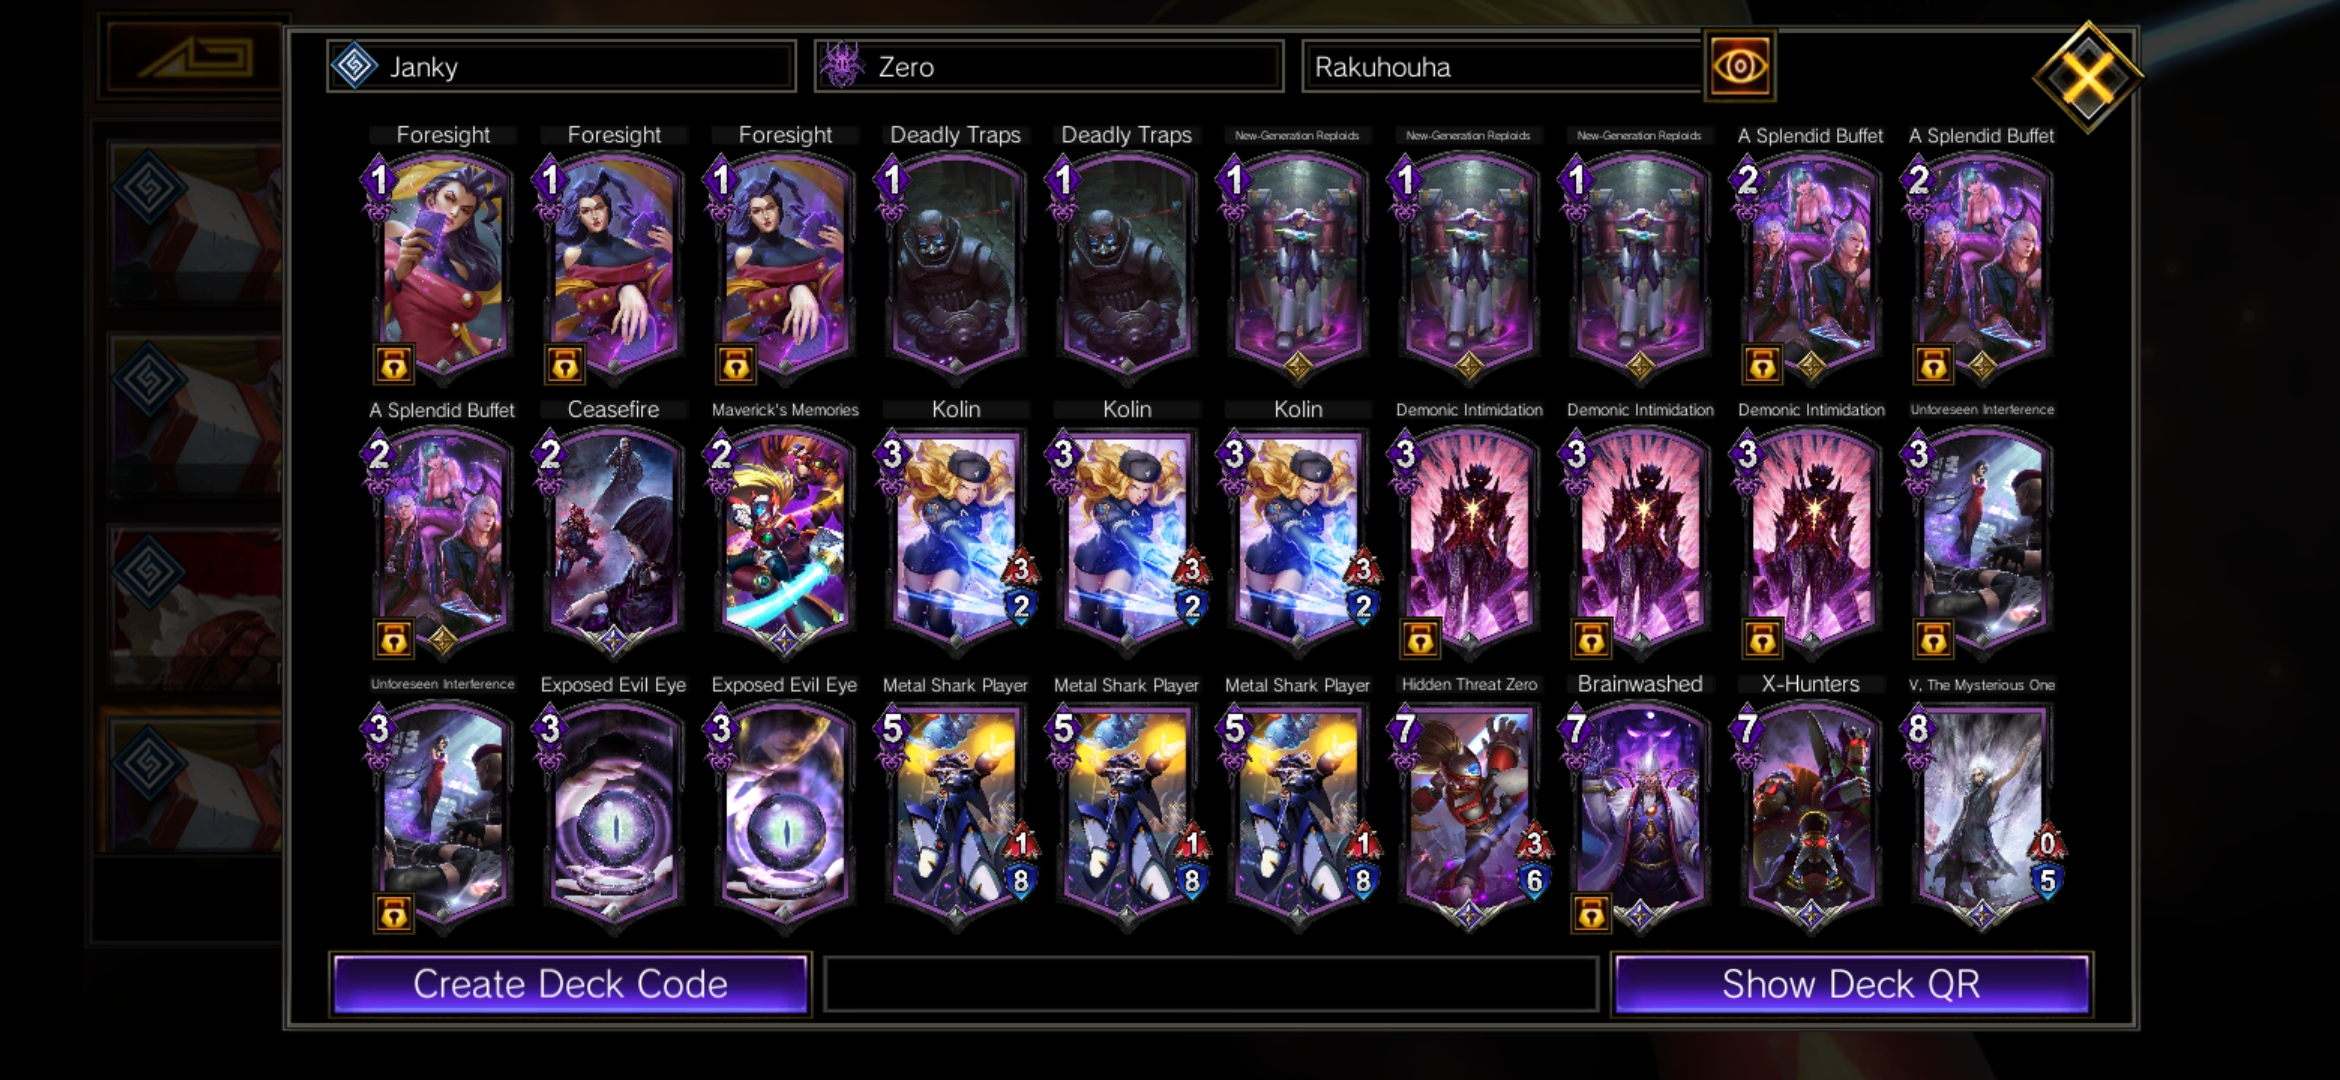 Janky
Zero
Rakuhouha
Foresight Foresight Foresight Deadly Traps Deadly Traps New-Generation Reploids New-Generation Reploids New-Generation Reploids A Splendid Buffet A Splendid Buffet
1 1 1 1 1 1 1 1 2 2
A Splendid Buffet Ceasefire Maverick's Memories Kolin Kolin Kolin Demonic Intimidation Demonic Intimidation Demonic Intimidation Unforeseen Interference
2 2 2 3 3 3 3 3 3 3
3 3 3
2 2 2
Unforeseen Interference Exposed Evil Eye Exposed Evil Eye Metal Shark Player Metal Shark Player Metal Shark Player Hidden Threat Zero Brainwashed X-Hunters V, The Mysterious One
3 3 3 5 5 5 7 7 7 8
1 1 1 3 0
8 8 8 6 5
Create Deck Code
Show Deck QR